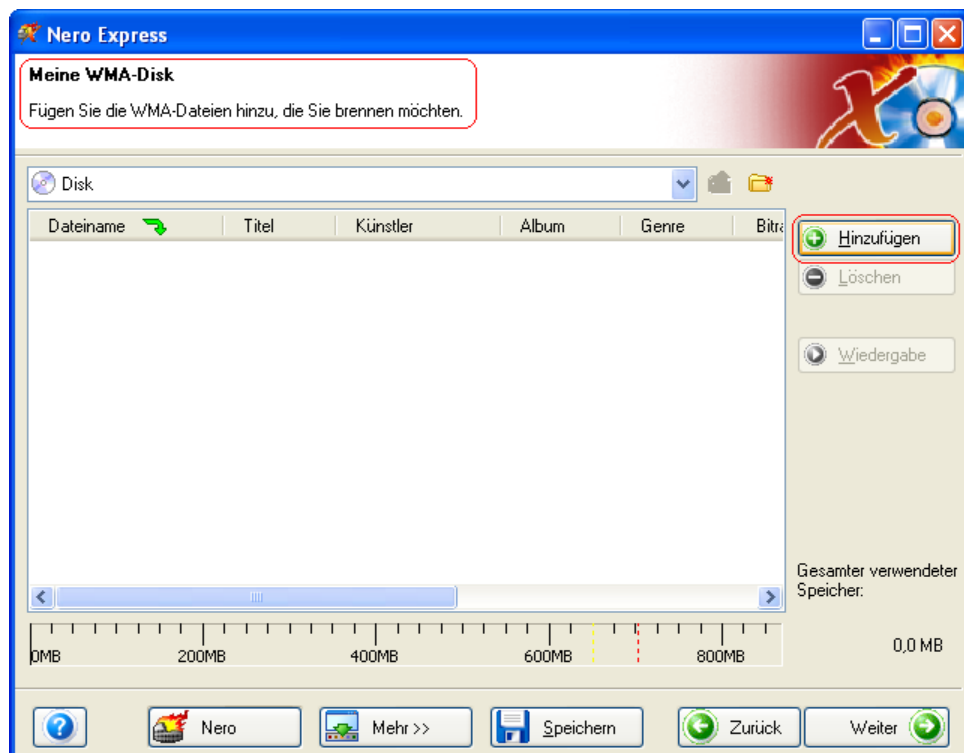 Nero Express
Meine WMA-Disk
Fügen Sie die WMA-Dateien hinzu, die Sie brennen möchten.
Disk
Dateiname Titel Künstler Album Genre Bitra
Hinzufügen
Löschen
Wiedergabe
Gesamter verwendeter
Speicher:
0,0 MB
0MB 200MB 400MB 600MB 800MB
Nero Mehr >> Speichern Zurück Weiter